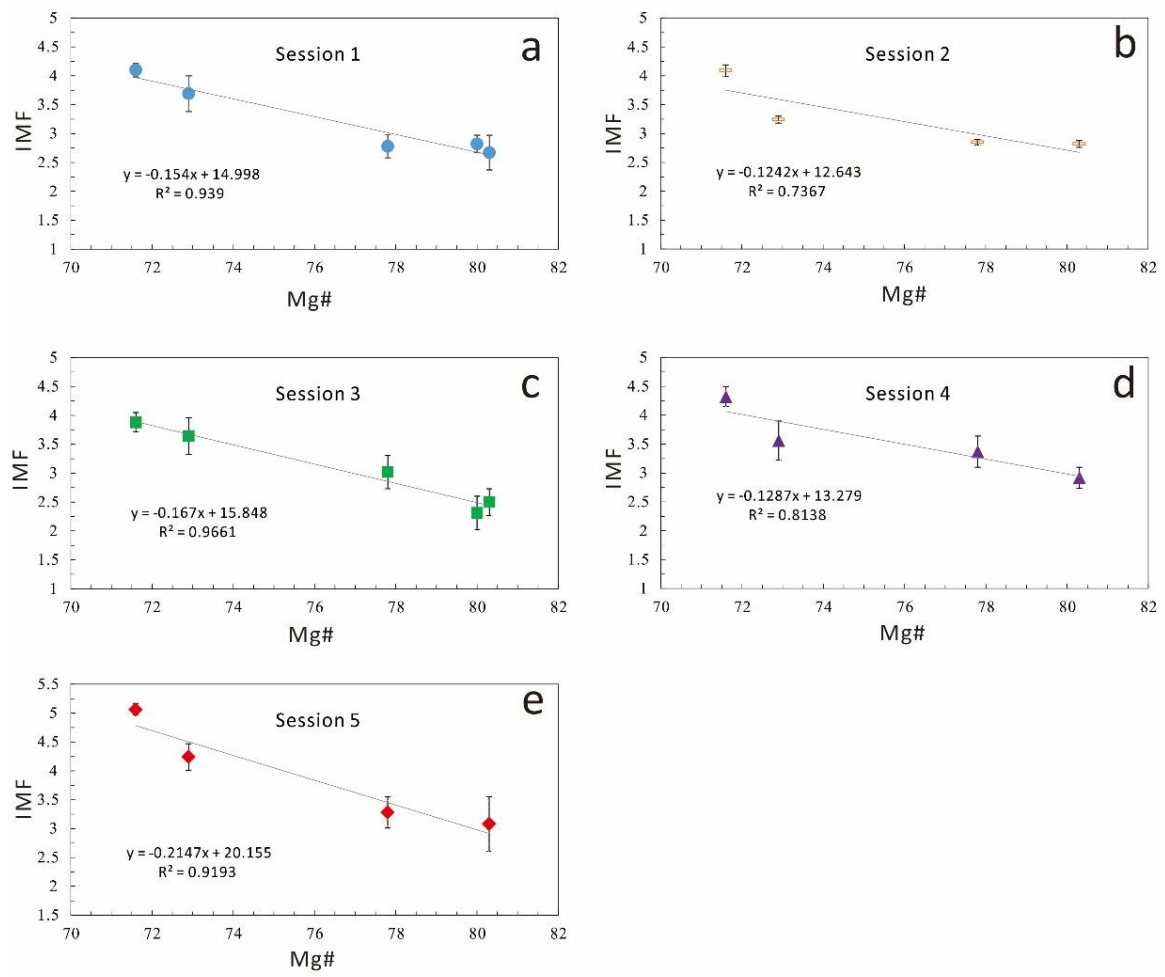 a
Session 1
5
4.5
4
3.5
3
2.5
2
1.5
1
IMF
y = -0.154x + 14.998
R² = 0.939
70 72 74 76 78 80 82
Mg#
b
Session 2
5
4.5
4
3.5
3
2.5
2
1.5
1
IMF
y = -0.1242x + 12.643
R² = 0.7367
70 72 74 76 78 80 82
Mg#
c
Session 3
5
4.5
4
3.5
3
2.5
2
1.5
1
IMF
y = -0.167x + 15.848
R² = 0.9661
70 72 74 76 78 80 82
Mg#
d
Session 4
5
4.5
4
3.5
3
2.5
2
1.5
1
IMF
y = -0.1287x + 13.279
R² = 0.8138
70 72 74 76 78 80 82
Mg#
e
Session 5
5.5
5
4.5
4
3.5
3
2.5
2
1.5
IMF
y = -0.2147x + 20.155
R² = 0.9193
70 72 74 76 78 80 82
Mg#